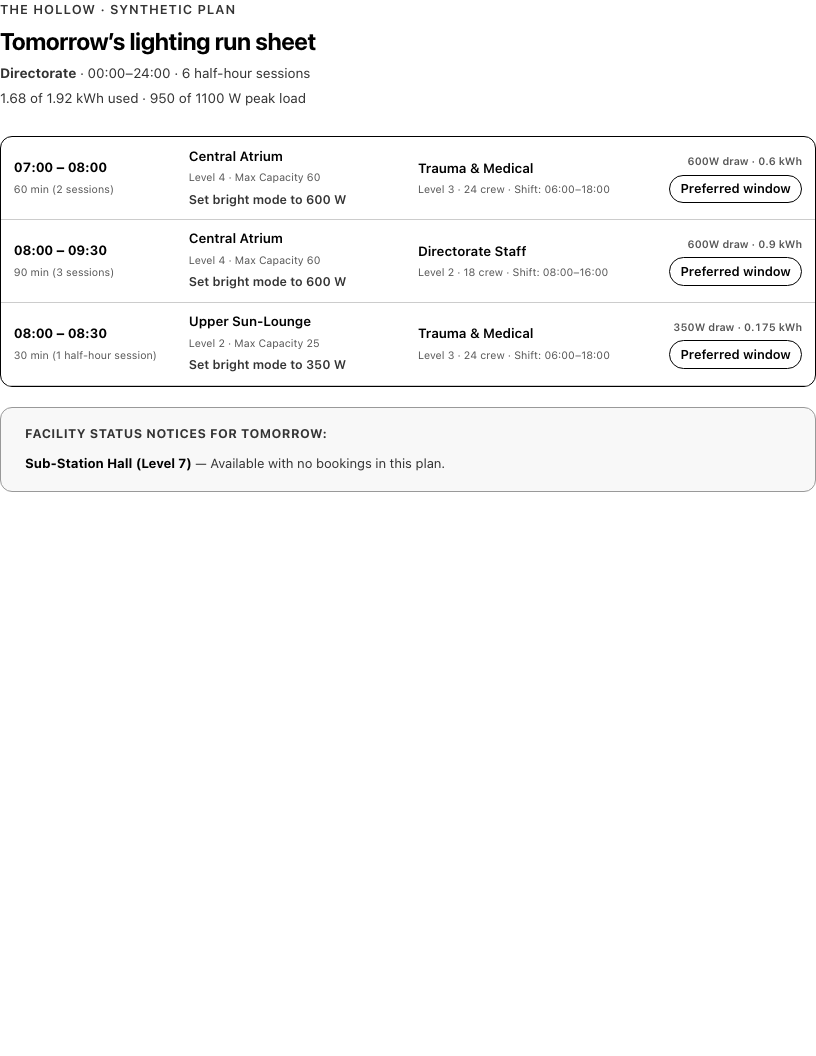 THE HOLLOW · SYNTHETIC PLAN
Tomorrow’s lighting run sheet
Directorate · 00:00–24:00 · 6 half-hour sessions
1.68 of 1.92 kWh used · 950 of 1100 W peak load
07:00 – 08:00
60 min (2 sessions)
Central Atrium
Level 4 · Max Capacity 60
Set bright mode to 600 W
Trauma & Medical
Level 3 · 24 crew · Shift: 06:00–18:00
600W draw · 0.6 kWh
Preferred window
08:00 – 09:30
90 min (3 sessions)
Central Atrium
Level 4 · Max Capacity 60
Set bright mode to 600 W
Directorate Staff
Level 2 · 18 crew · Shift: 08:00–16:00
600W draw · 0.9 kWh
Preferred window
08:00 – 08:30
30 min (1 half-hour session)
Upper Sun-Lounge
Level 2 · Max Capacity 25
Set bright mode to 350 W
Trauma & Medical
Level 3 · 24 crew · Shift: 06:00–18:00
350W draw · 0.175 kWh
Preferred window
FACILITY STATUS NOTICES FOR TOMORROW:
Sub-Station Hall (Level 7) — Available with no bookings in this plan.